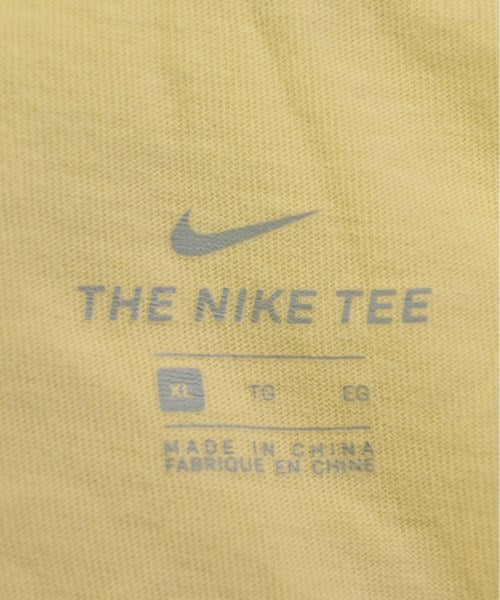 THE NIKE TEE
XL TG EG
MADE IN CHINA
FABRIQUE EN CHINE